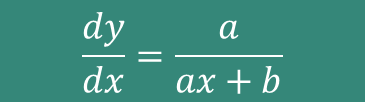 dy/dx = a/(ax + b)